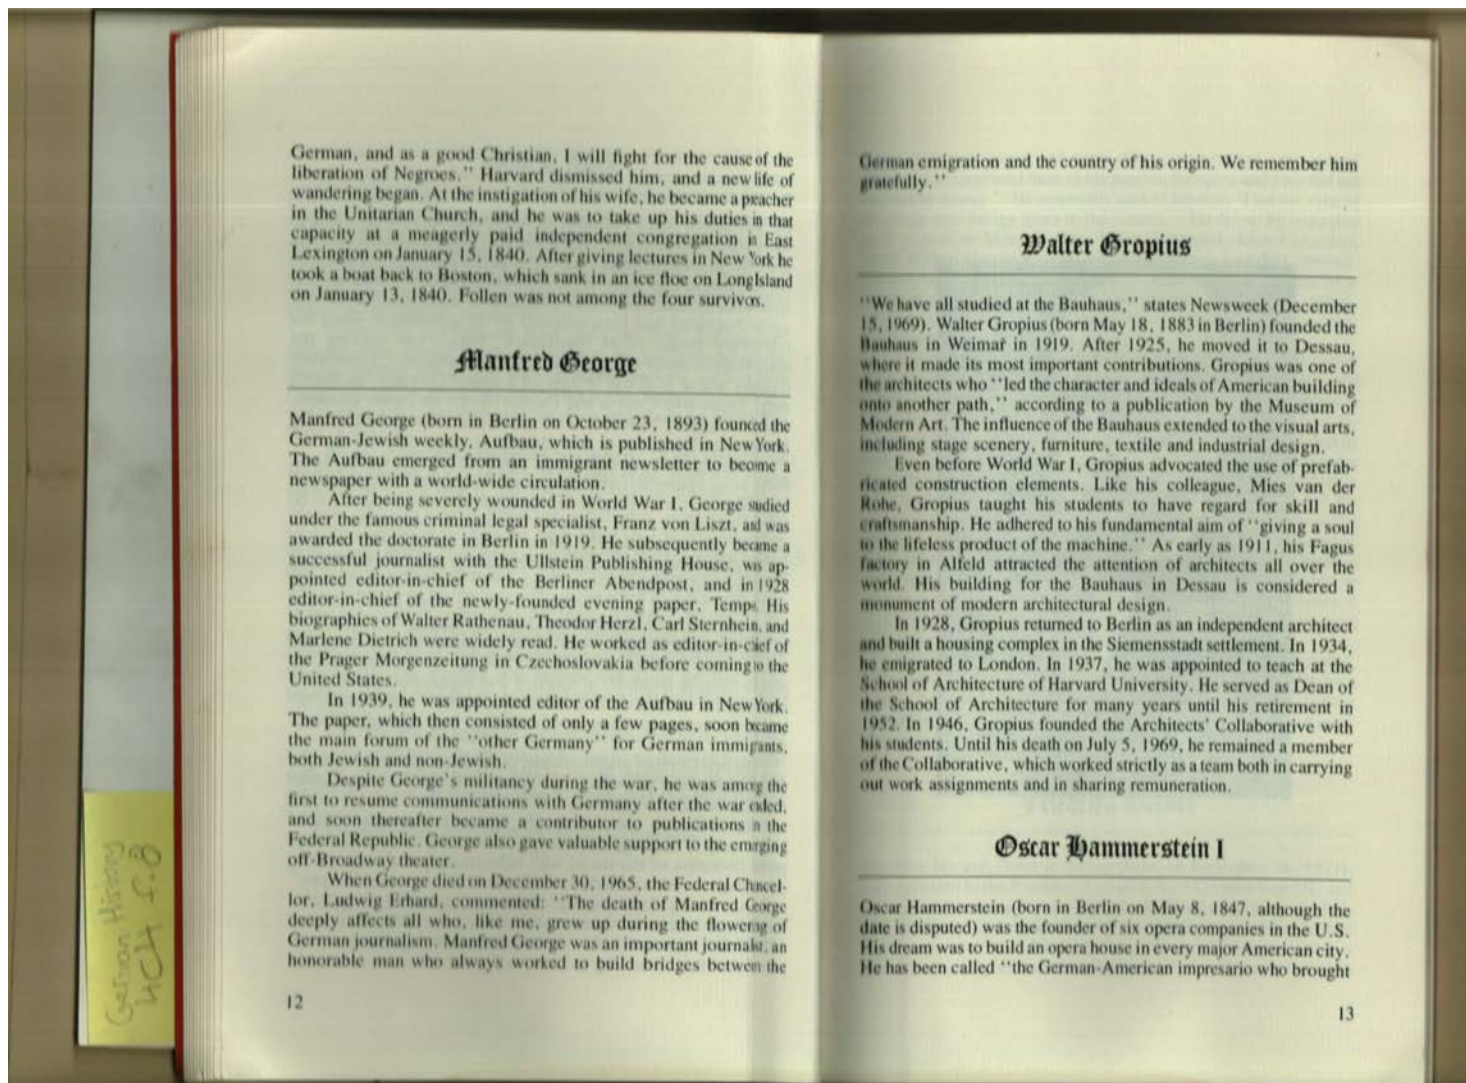 German, and as a good Christian, I will fight for the cause of the
liberation of Negroes." Harvard dismissed him, and a new life of
wandering began. At the instigation of his wife, he became a preacher
in the Unitarian Church, and he was to take up his duties in that
capacity at a meagerly paid independent congregation in East
Lexington on January 15, 1840. After giving lectures in New York he
took a boat back to Boston, which sank in an ice floe on Long Island
on January 13, 1840. Follen was not among the four survivors.
Manfred George
Manfred George (born in Berlin on October 23, 1893) founded the
German-Jewish weekly, Aufbau, which is published in New York.
The Aufbau emerged from an immigrant newsletter to become a
newspaper with a world-wide circulation.
After being severely wounded in World War I, George studied
under the famous criminal legal specialist, Franz von Liszt, and was
awarded the doctorate in Berlin in 1919. He subsequently became a
successful journalist with the Ullstein Publishing House, was ap-
pointed editor-in-chief of the Berliner Abendpost, and in 1928
editor-in-chief of the newly-founded evening paper, Tempo. His
biographies of Walter Rathenau, Theodor Herzl, Carl Sternheim, and
Marlene Dietrich were widely read. He worked as editor-in-chief of
the Prager Morgenzeitung in Czechoslovakia before coming to the
United States.
In 1939, he was appointed editor of the Aufbau in New York.
The paper, which then consisted of only a few pages, soon became
the main forum of the "other Germany" for German immigrants,
both Jewish and non-Jewish.
Despite George's militancy during the war, he was among the
first to resume communications with Germany after the war ended,
and soon thereafter became a contributor to publications in the
Federal Republic. George also gave valuable support to the emerging
off-Broadway theater.
When George died on December 30, 1965, the Federal Chancel-
lor, Ludwig Erhard, commented: "The death of Manfred George
deeply affects all who, like me, grew up during the flowering of
German journalism. Manfred George was an important journalist, an
honorable man who always worked to build bridges between the
12
German emigration and the country of his origin. We remember him
gratefully."
Walter Gropius
"We have all studied at the Bauhaus," states Newsweek (December
15, 1969). Walter Gropius (born May 18, 1883 in Berlin) founded the
Bauhaus in Weimar in 1919. After 1925, he moved it to Dessau,
where it made its most important contributions. Gropius was one of
the architects who "led the character and ideals of American building
onto another path," according to a publication by the Museum of
Modern Art. The influence of the Bauhaus extended to the visual arts,
including stage scenery, furniture, textile and industrial design.
Even before World War I, Gropius advocated the use of prefab-
ricated construction elements. Like his colleague, Mies van der
Rohe, Gropius taught his students to have regard for skill and
craftsmanship. He adhered to his fundamental aim of "giving a soul
to the lifeless product of the machine." As early as 1911, his Fagus
factory in Alfeld attracted the attention of architects all over the
world. His building for the Bauhaus in Dessau is considered a
monument of modern architectural design.
In 1928, Gropius returned to Berlin as an independent architect
and built a housing complex in the Siemensstadt settlement. In 1934,
he emigrated to London. In 1937, he was appointed to teach at the
School of Architecture of Harvard University. He served as Dean of
the School of Architecture for many years until his retirement in
1952. In 1946, Gropius founded the Architects' Collaborative with
his students. Until his death on July 5, 1969, he remained a member
of the Collaborative, which worked strictly as a team both in carrying
out work assignments and in sharing remuneration.
Oscar Hammerstein I
Oscar Hammerstein (born in Berlin on May 8, 1847, although the
date is disputed) was the founder of six opera companies in the U.S.
His dream was to build an opera house in every major American city.
He has been called "the German-American impresario who brought
13
German History
HCH f.8